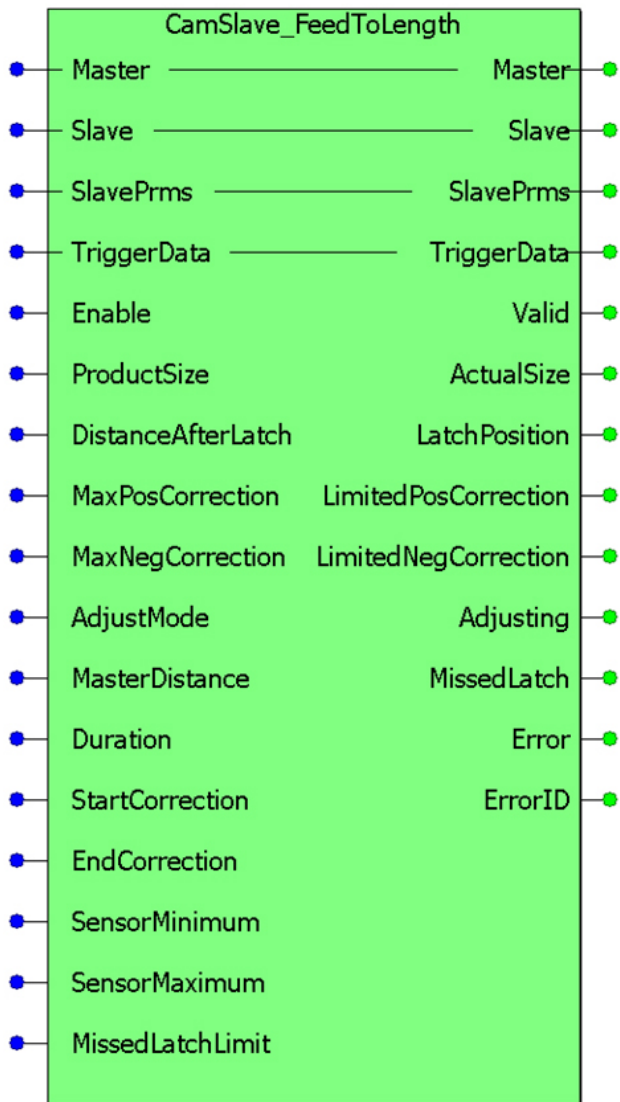 CamSlave_FeedToLength
Master Master
Slave Slave
SlavePrms SlavePrms
TriggerData TriggerData
Enable Valid
ProductSize ActualSize
DistanceAfterLatch LatchPosition
MaxPosCorrection LimitedPosCorrection
MaxNegCorrection LimitedNegCorrection
AdjustMode Adjusting
MasterDistance MissedLatch
Duration Error
StartCorrection ErrorID
EndCorrection
SensorMinimum
SensorMaximum
MissedLatchLimit